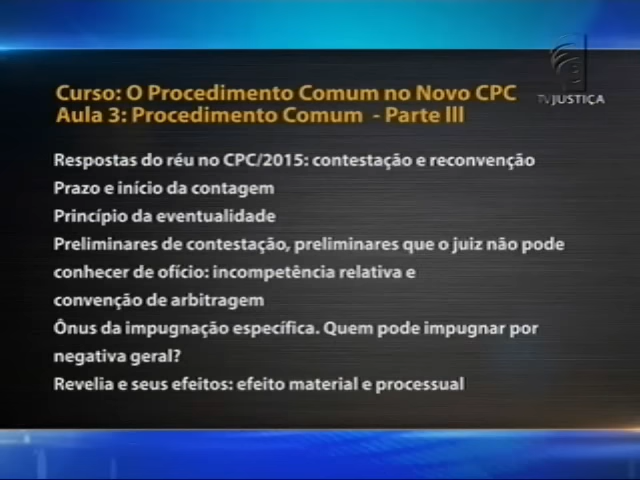 Curso: O Procedimento Comum no Novo CPC
Aula 3: Procedimento Comum - Parte III
TVJUSTIÇA
Respostas do réu no CPC/2015: contestação e reconvenção
Prazo e início da contagem
Princípio da eventualidade
Preliminares de contestação, preliminares que o juiz não pode
conhecer de ofício: incompetência relativa e
convenção de arbitragem
Ônus da impugnação específica. Quem pode impugnar por
negativa geral?
Revelia e seus efeitos: efeito material e processual